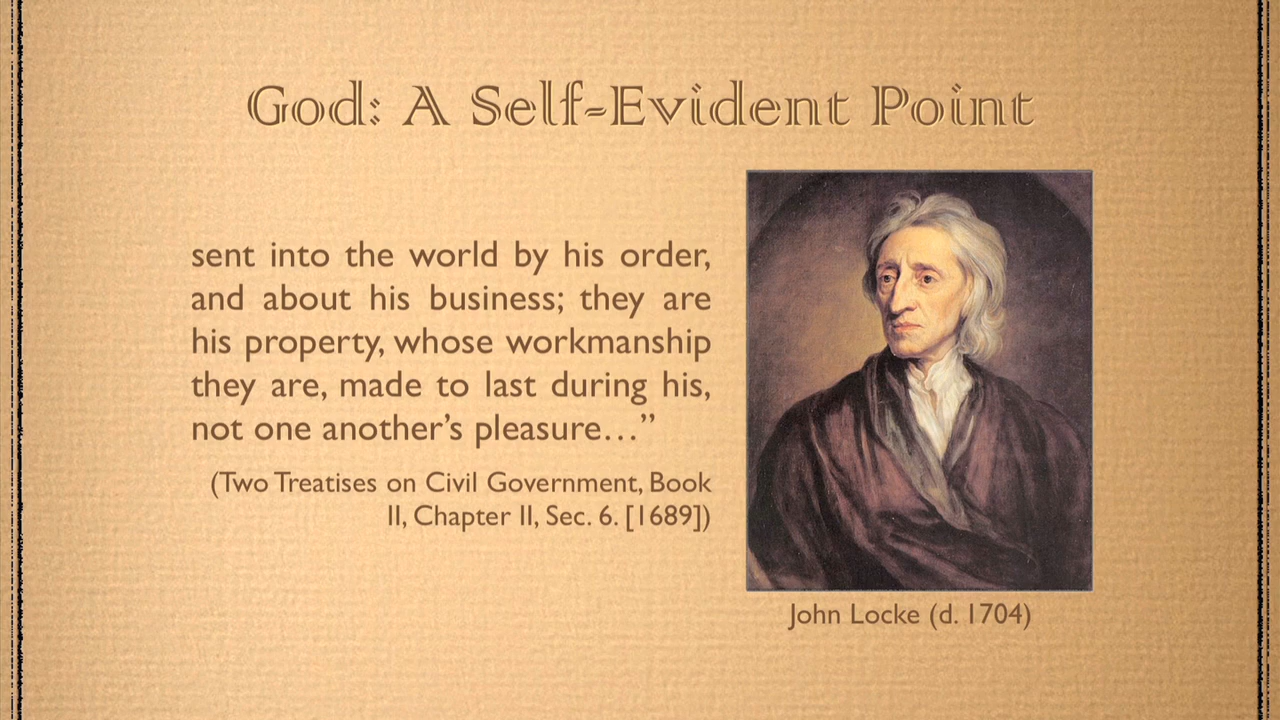 God: A Self-Evident Point
sent into the world by his order,
and about his business; they are
his property, whose workmanship
they are, made to last during his,
not one another’s pleasure…”
(Two Treatises on Civil Government, Book
II, Chapter II, Sec. 6. [1689])
John Locke (d. 1704)